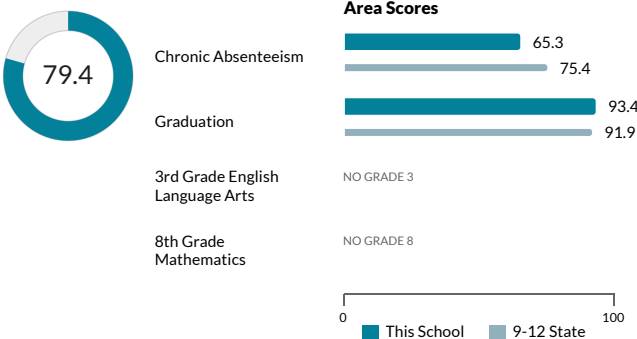 Area Scores
79.4
Chronic Absenteeism
65.3
75.4
Graduation
93.4
91.9
3rd Grade English
Language Arts
NO GRADE 3
8th Grade
Mathematics
NO GRADE 8
0
100
This School
9-12 State